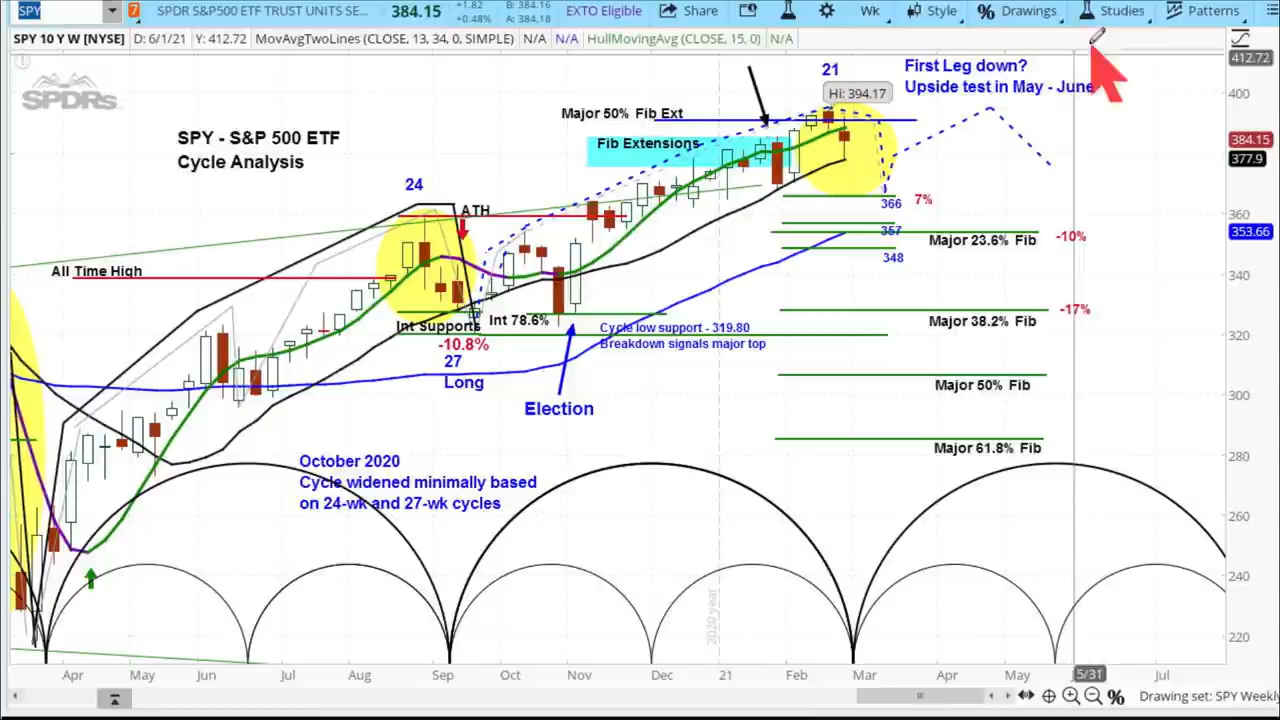 SPY
7
SPDR S&P500 ETF TRUST UNITS SE...
384.15
+1.82
+0.48%
B: 384.16
A: 384.18
EXTO Eligible
Share
Wk
Style
% Drawings
Studies
Patterns
SPY 10 Y W [NYSE]
D: 6/1/21
Y: 412.72
MovAvgTwoLines (CLOSE, 13, 34, 0, SIMPLE)
N/A
N/A
HullMovingAvg (CLOSE, 15, 0)
N/A
412.72
SPDRs
SPY - S&P 500 ETF
Cycle Analysis
21
First Leg down?
Upside test in May - June
Hi: 394.17
400
Major 50% Fib Ext
Fib Extensions
384.15
377.9
24
ATH
366
7%
360
357
353.66
Major 23.6% Fib
-10%
348
All Time High
340
Int Supports
Int 78.6%
-17%
Major 38.2% Fib
Cycle low support - 319.80
Breakdown signals major top
320
-10.8%
27
Long
Major 50% Fib
300
Election
Major 61.8% Fib
280
October 2020
Cycle widened minimally based
on 24-wk and 27-wk cycles
260
240
2020 year
220
Apr
May
Jun
Jul
Aug
Sep
Oct
Nov
Dec
21
Feb
Mar
Apr
May
5/31
Jul
%
Drawing set: SPY Weekly